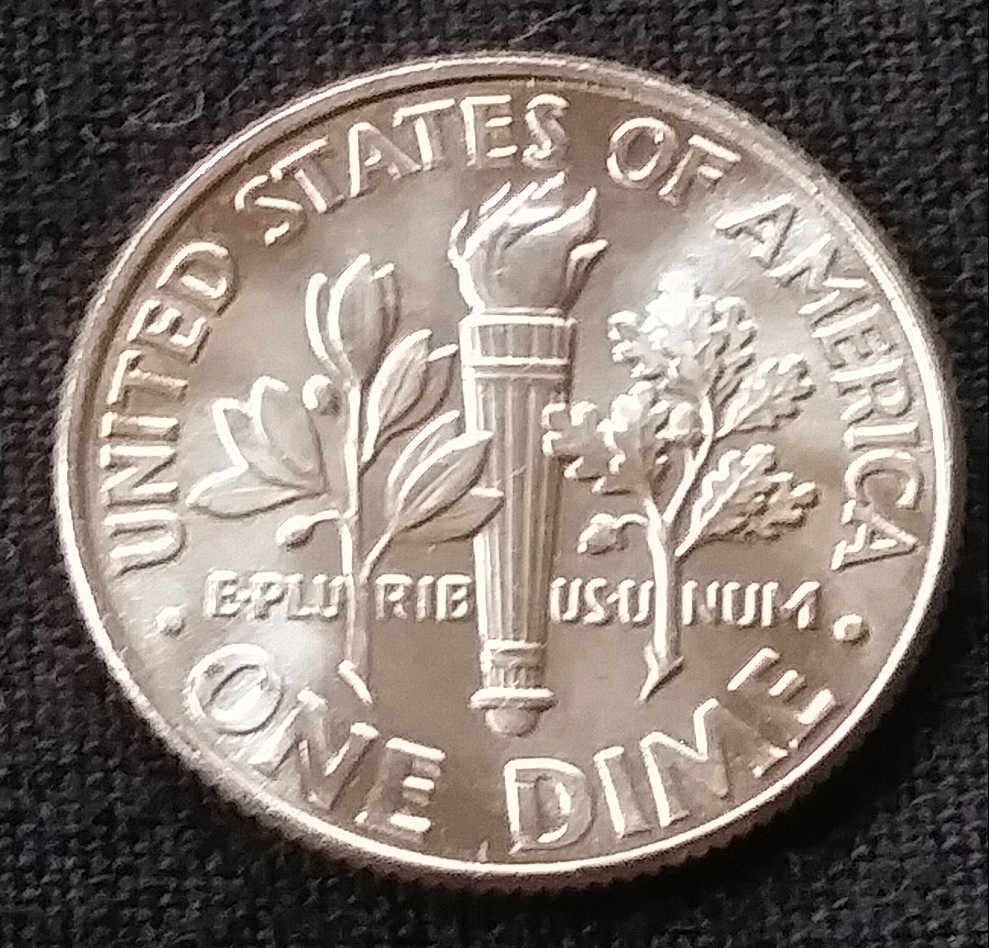 UNITED STATES OF AMERICA
E·PLURIBUS·UNUM
ONE DIME